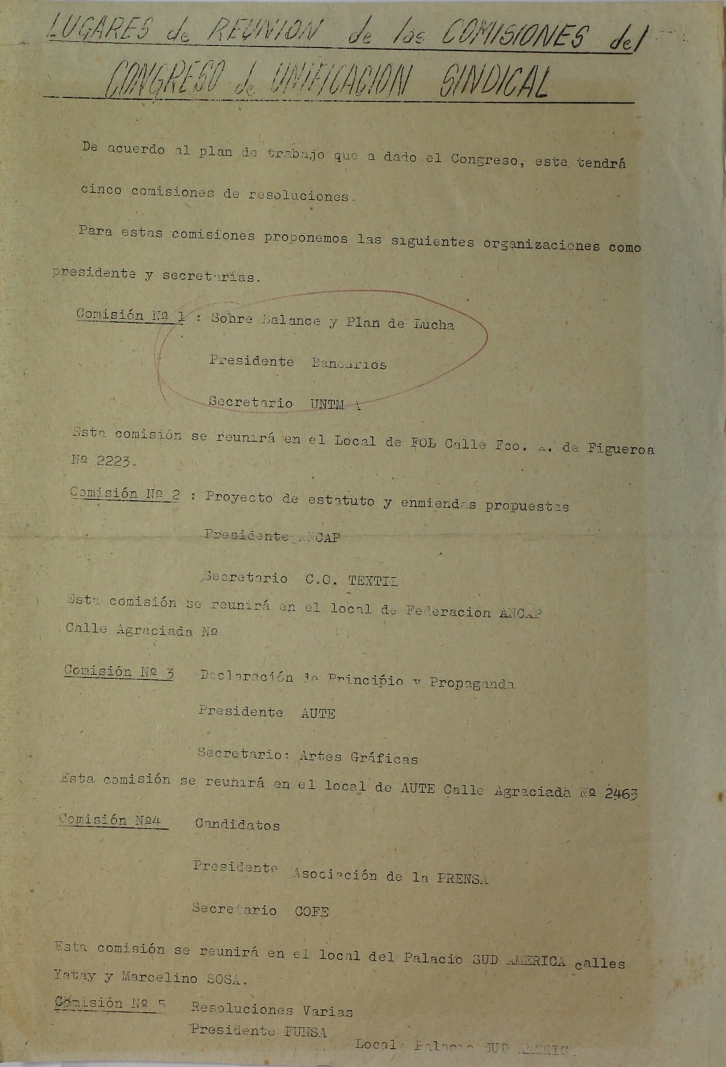 LUGARES de REUNION de las COMISIONES del
CONGRESO de UNIFICACION SINDICAL
De acuerdo al plan de trabajo que a dado el Congreso, este tendrá
cinco comisiones de resoluciones.
Para estas comisiones proponemos las siguientes organizaciones como
presidente y secretarias.
Comisión Nº 1 : Sobre Balance y Plan de Lucha
Presidente Bancarios
Secretario UNTMA
Esta comisión se reunirá en el Local de FOL Calle Fco. A. de Figueroa
Nº 2223.
Comisión Nº 2 : Proyecto de estatuto y enmiendas propuestas
Presidente ANCAP
Secretario C.O. TEXTIL
Esta comisión se reunirá en el local de Federacion ANCAP
Calle Agraciada Nº
Comisión Nº 3 Declaración de Principio y Propaganda
Presidente AUTE
Secretario: Artes Gráficas
Esta comisión se reunirá en el local de AUTE Calle Agraciada Nº 2463
Comisión Nº4 Candidatos
Presidente Asociación de la PRENSA
Secretario COFE
Esta comisión se reunirá en el local del Palacio SUD AMERICA calles
Yatay y Marcelino SOSA.
Comisión Nº 5 Resoluciones Varias
Presidente FUNSA
Local Palacio SUD AMERIC